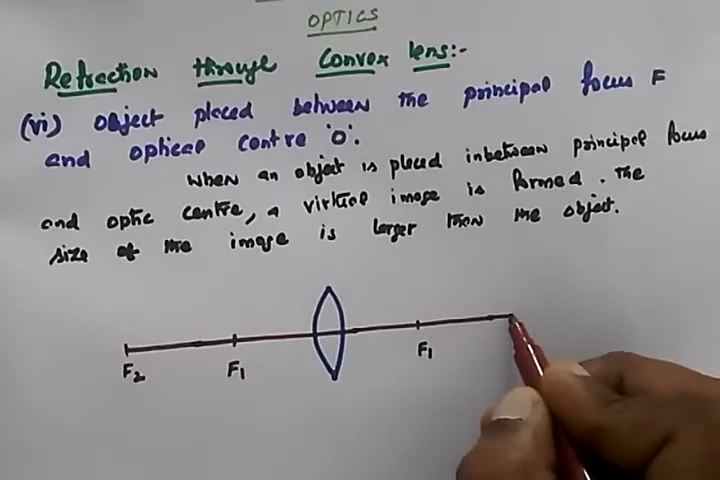 OPTICS
Refraction through Convex lens:-
(vi) object placed between the principal focus F
and optical centre 'O'.
When an object is placed inbetween principal focus
and optic centre, a virtual image is formed. The
size of the image is larger than the object.
F2 F1 F1